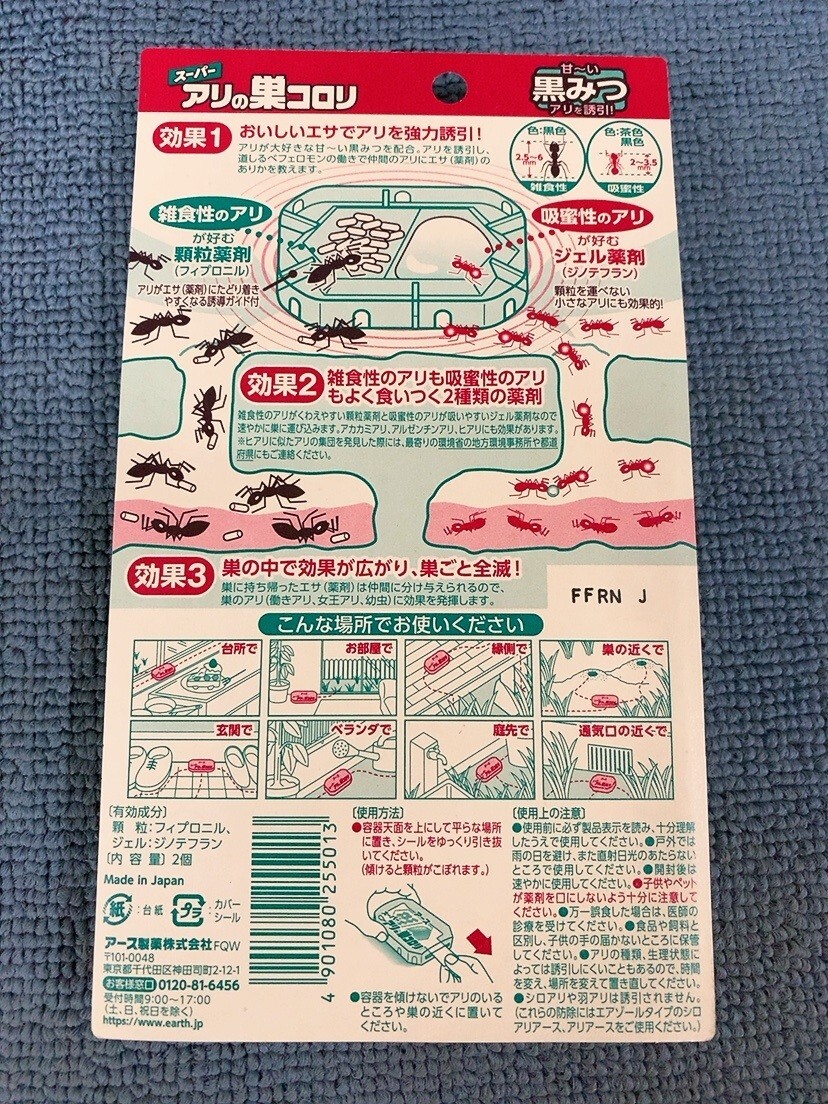 スーパー
アリの巣コロリ
甘〜い
黒みつ
アリを誘引!
効果1
おいしいエサでアリを強力誘引!
アリが大好きな甘〜い黒みつを配合。アリを誘引し、
道しるべフェロモンの働きで仲間のアリにエサ(薬剤)の
ありかを教えます。
色:黒色
2.5〜6
mm
雑食性
色:茶色
黒色
2〜3.5
mm
吸蜜性
雑食性のアリ
が好む
顆粒薬剤
(フィプロニル)
アリがエサ(薬剤)にたどり着き
やすくなる誘導ガイド付
吸蜜性のアリ
が好む
ジェル薬剤
(ジノテフラン)
顆粒を運べない
小さなアリにも効果的!
効果2
雑食性のアリも吸蜜性のアリ
もよく食いつく2種類の薬剤
雑食性のアリがくわえやすい顆粒薬剤と吸蜜性のアリが吸いやすいジェル薬剤なので
速やかに巣に運び込みます。アカカミアリ、アルゼンチンアリ、ヒアリにも効果があります。
※ヒアリに似たアリの集団を発見した際には、最寄りの環境省の地方環境事務所や都道
府県にもご連絡ください。
効果3
巣の中で効果が広がり、巣ごと全滅!
巣に持ち帰ったエサ(薬剤)は仲間に分け与えられるので、
巣のアリ(働きアリ、女王アリ、幼虫)に効果を発揮します。
FFRN J
こんな場所でお使いください
台所で
お部屋で
縁側で
巣の近くで
玄関で
ベランダで
庭先で
通気口の近くで
〔有効成分〕
顆 粒:フィプロニル、
ジェル:ジノテフラン
〔内 容 量〕2個
Made in Japan
紙
:台紙
プラ
カバー
シール
アース製薬株式会社 FQW
〒101-0048
東京都千代田区神田司町2-12-1
お客様窓口 0120-81-6456
受付時間9:00〜17:00
(土、日、祝日を除く)
https://www.earth.jp
4 901080 255013
〔使用方法〕
●容器天面を上にして平らな場所
に置き、シールをゆっくり引き抜
いてください。
(傾けると顆粒がこぼれます。)
●容器を傾けないでアリのいる
ところや巣の近くに置いて
ください。
〔使用上の注意〕
●使用前に必ず製品表示を読み、十分理解
したうえで使用してください。●戸外では
雨の日を避け、また直射日光のあたらない
ところで使用してください。●開封後は
速やかに使用してください。●子供やペット
が薬剤を口にしないよう十分に注意して
ください。●万一誤食した場合は、医師の
診療を受けてください。●食品や飼料と
区別し、子供の手の届かないところに保管
してください。●アリの種類、生理状態に
よっては誘引しにくいこともあるので、時間
を変え、場所を変えて置き直してください。
●シロアリや羽アリは誘引されません。
(これらの防除にはエアゾールタイプのシロ
アリアース、アリアースをご使用ください。)